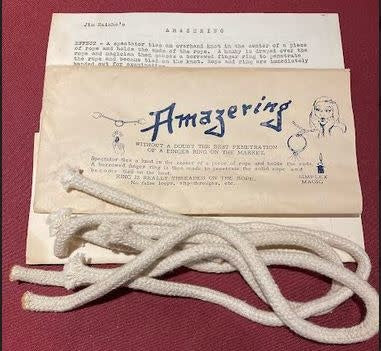 Jim Rainho's
AMAZERING
EFFECT - A spectator ties an overhand knot in the center of a piece
of rope and holds the ends of the rope. A hanky is draped over the
rope and magician then causes a borrowed finger ring to penetrate
the rope and become tied on the knot. Rope and ring are immediately
handed out for
Amazering
WITHOUT A DOUBT THE BEST PENETRATION
OF A FINGER RING ON THE MARKET.
Spectator ties a knot in the center of a piece of rope and holds the ends
A borrowed finger ring is then made to penetrate the solid rope and
become tied in the knot
RING IS REALLY THREADED ON THE ROPE.
No false loops, slip-throughs, etc.
SIMPLEX
MAGIC